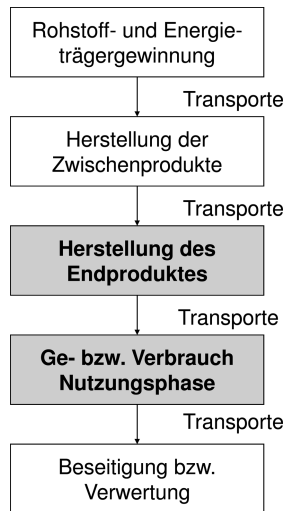 Rohstoff- und Energie-
trägergewinnung
Transporte
Herstellung der
Zwischenprodukte
Transporte
Herstellung des
Endproduktes
Transporte
Ge- bzw. Verbrauch
Nutzungsphase
Transporte
Beseitigung bzw.
Verwertung